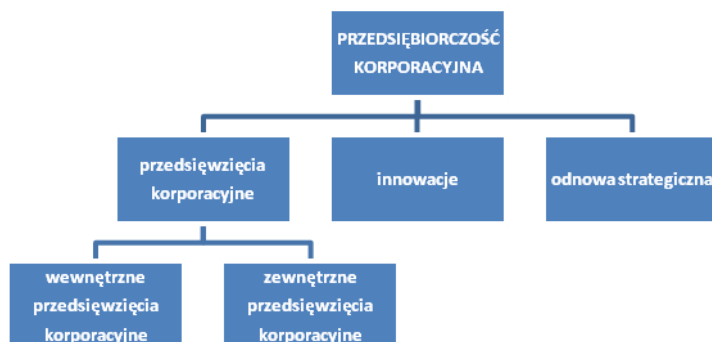 PRZEDSIĘBIORCZOŚĆ
KORPORACYJNA
przedsięwzięcia
korporacyjne
innowacje
odnowa strategiczna
wewnętrzne
przedsięwzięcia
korporacyjne
zewnętrzne
przedsięwzięcia
korporacyjne